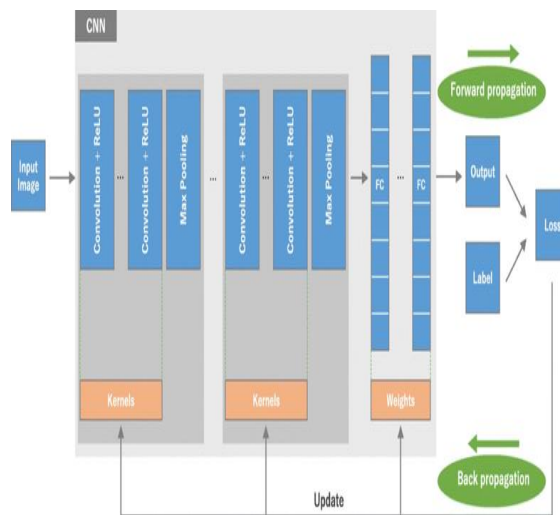 CNN
Forward propagation
Input
Image
Convolution + ReLU
...
Convolution + ReLU
Max Pooling
...
Convolution + ReLU
...
Convolution + ReLU
Max Pooling
FC
...
FC
Output
Label
Loss
Kernels
Kernels
Weights
Back propagation
Update